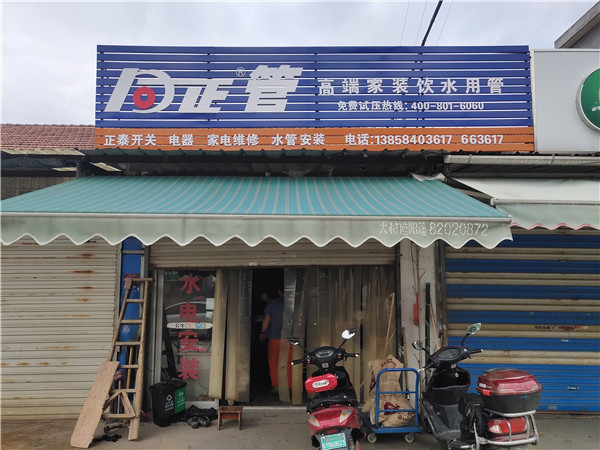 正管®
高端家装饮水用管
免费试压热线:400-801-6060
正泰开关 电器 家电维修 水管安装 电话:13858403617 663617
82020872
水电安装